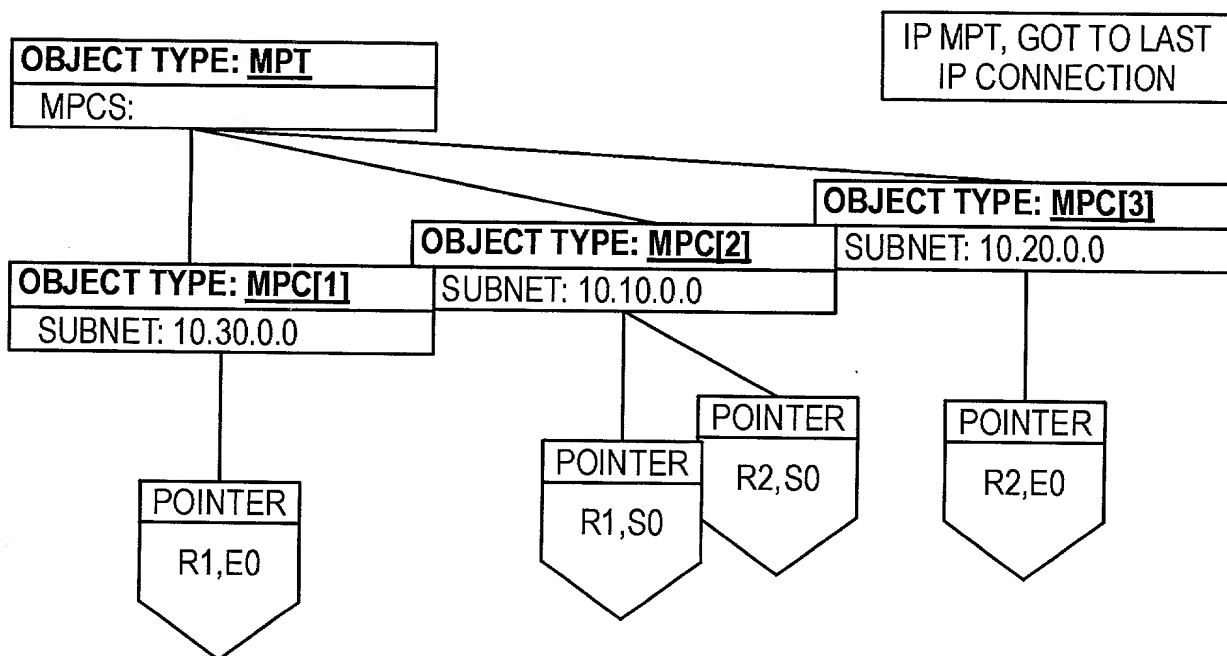 IP MPT, GOT TO LAST
IP CONNECTION
OBJECT TYPE: MPT
MPCS:
OBJECT TYPE: MPC[3]
SUBNET: 10.20.0.0
OBJECT TYPE: MPC[2]
SUBNET: 10.10.0.0
OBJECT TYPE: MPC[1]
SUBNET: 10.30.0.0
POINTER
R1,E0
POINTER
R1,S0
POINTER
R2,S0
POINTER
R2,E0